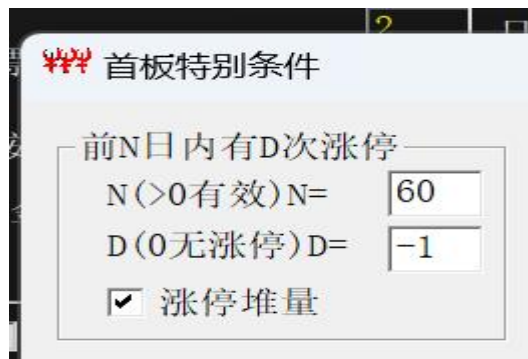 2
¥¥¥ 首板特别条件
前N日内有D次涨停
N(>0有效)N= 60
D(0无涨停)D= -1
涨停堆量